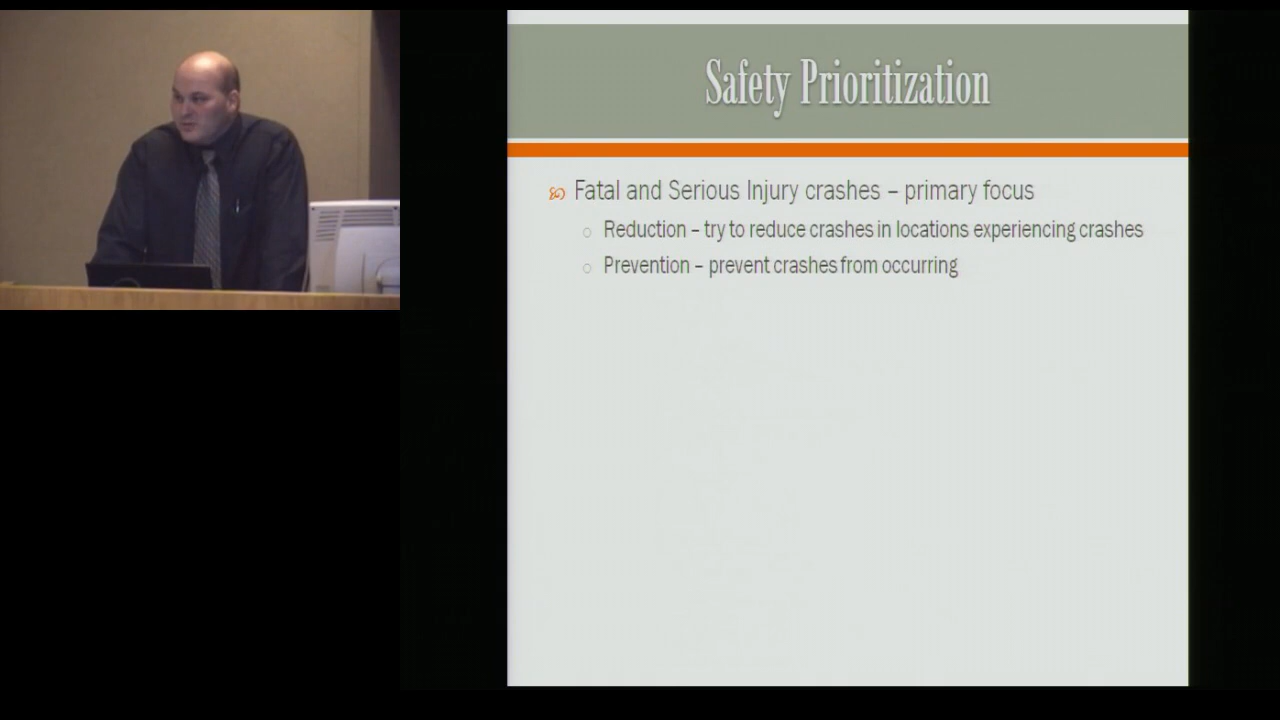 Safety Prioritization
Fatal and Serious Injury crashes – primary focus
Reduction – try to reduce crashes in locations experiencing crashes
Prevention – prevent crashes from occurring